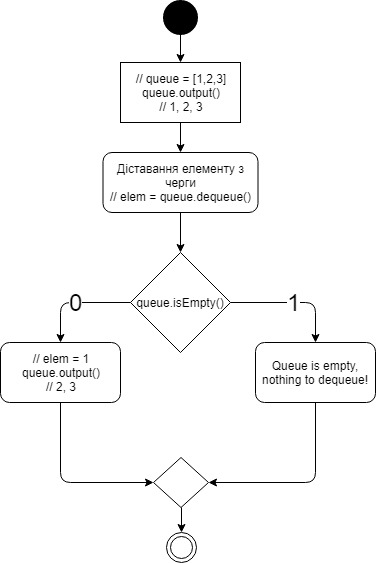 // queue = [1,2,3]
queue.output()
// 1, 2, 3
Діставання елементу з
черги
// elem = queue.dequeue()
queue.isEmpty()
0
1
// elem = 1
queue.output()
// 2, 3
Queue is empty,
nothing to dequeue!